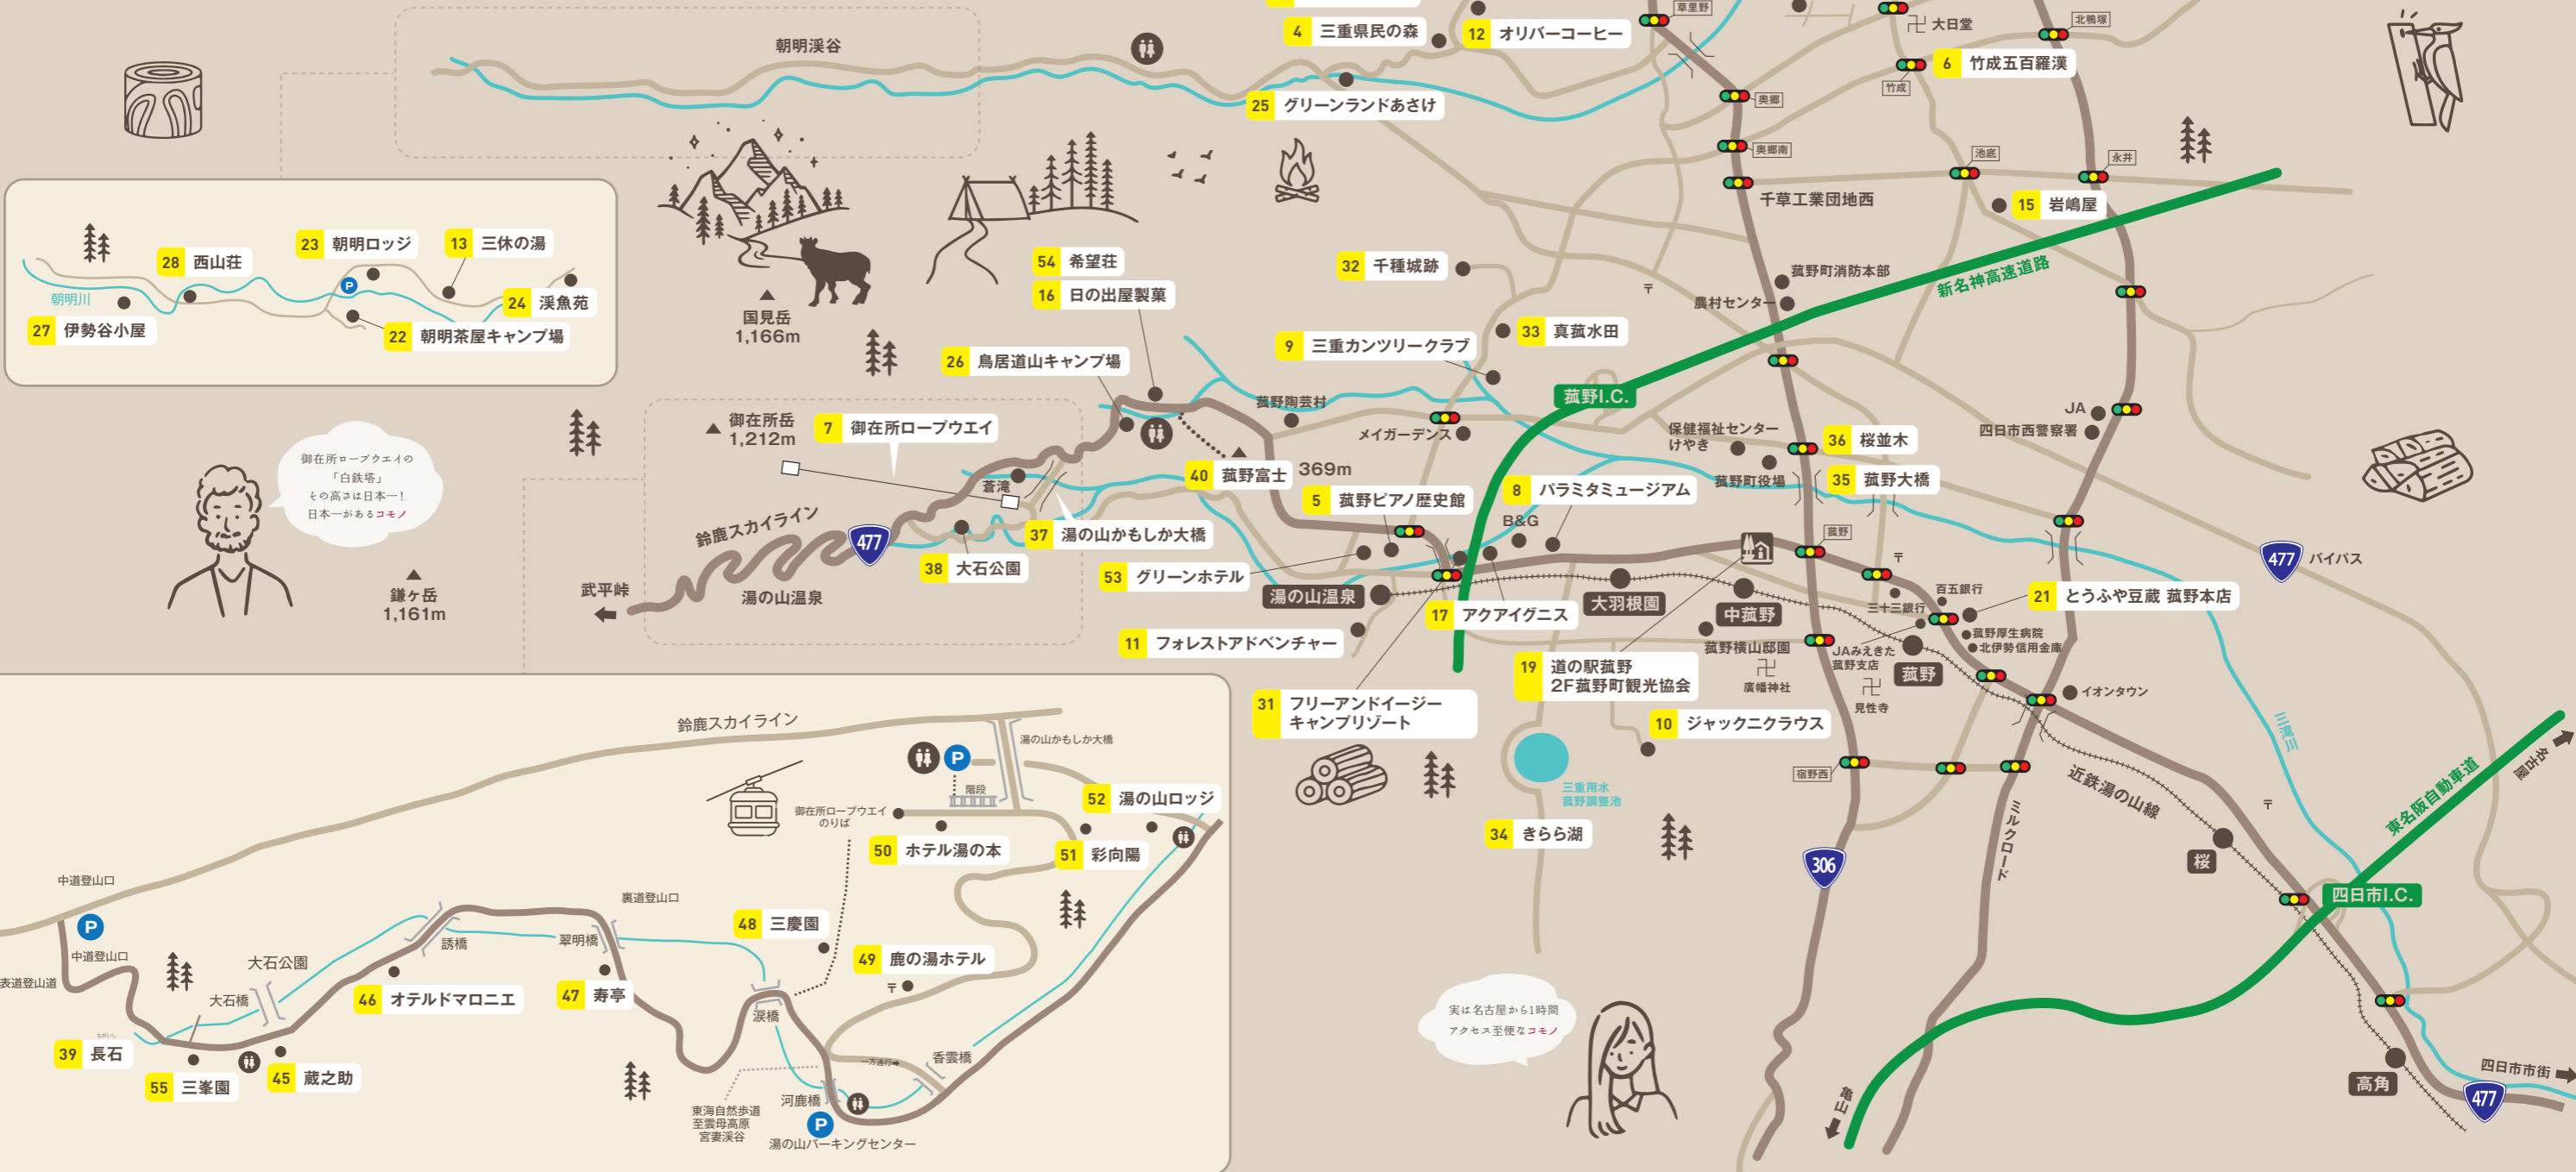 朝明渓谷
4 三重県民の森
12 オリバーコーヒー
草里野
大日堂
北鴨塚
6 竹成五百羅漢
竹成
25 グリーンランドあさけ
奥郷
奥郷南
池底
永井
千草工業団地西
15 岩嶋屋
23 朝明ロッジ
13 三休の湯
28 西山荘
P
朝明川
24 渓魚苑
27 伊勢谷小屋
22 朝明茶屋キャンプ場
54 希望荘
16 日の出屋製菓
国見岳
1,166m
32 千種城跡
〒
菰野町消防本部
農村センター
新名神高速道路
33 真菰水田
9 三重カンツリークラブ
26 鳥居道山キャンプ場
菰野I.C.
菰野陶芸村
メイガーデンス
JA
四日市西警察署
御在所岳
1,212m
7 御在所ロープウエイ
保健福祉センター
けやき
36 桜並木
菰野町役場
35 菰野大橋
御在所ロープウエイの
「白鉄塔」
その高さは日本一!
日本一があるコモノ
蒼滝
40 菰野富士
369m
5 菰野ピアノ歴史館
8 パラミタミュージアム
B&G
菰野
〒
鈴鹿スカイライン
477
37 湯の山かもしか大橋
38 大石公園
53 グリーンホテル
477
バイパス
鎌ヶ岳
1,161m
武平峠
湯の山温泉
湯の山温泉
大羽根園
中菰野
三十三銀行
百五銀行
21 とうふや豆蔵 菰野本店
17 アクアイグニス
11 フォレストアドベンチャー
菰野横山邸園
廣幡神社
JAみえきた
菰野支店
菰野厚生病院
北伊勢信用金庫
菰野
見性寺
19 道の駅菰野
2F菰野町観光協会
31 フリーアンドイージー
キャンプリゾート
10 ジャックニクラウス
イオンタウン
三滝川
名古屋
三重用水
菰野調整池
34 きらら湖
宿野西
近鉄湯の山線
〒
東名阪自動車道
ミルクロード
306
桜
四日市I.C.
実は名古屋から1時間
アクセス至便なコモノ
亀山
高角
四日市市街
477
鈴鹿スカイライン
湯の山かもしか大橋
P
階段
御在所ロープウエイ
のりば
52 湯の山ロッジ
50 ホテル湯の本
51 彩向陽
中道登山口
P
中道登山口
表道登山道
裏道登山口
48 三慶園
誘橋
翠明橋
49 鹿の湯ホテル
〒
大石公園
大石橋
46 オテルドマロニエ
47 寿亭
涙橋
39 長石
55 三峯園
45 蔵之助
一方通行
香雲橋
河鹿橋
東海自然歩道
至雲母高原
宮妻渓谷
P
湯の山パーキングセンター